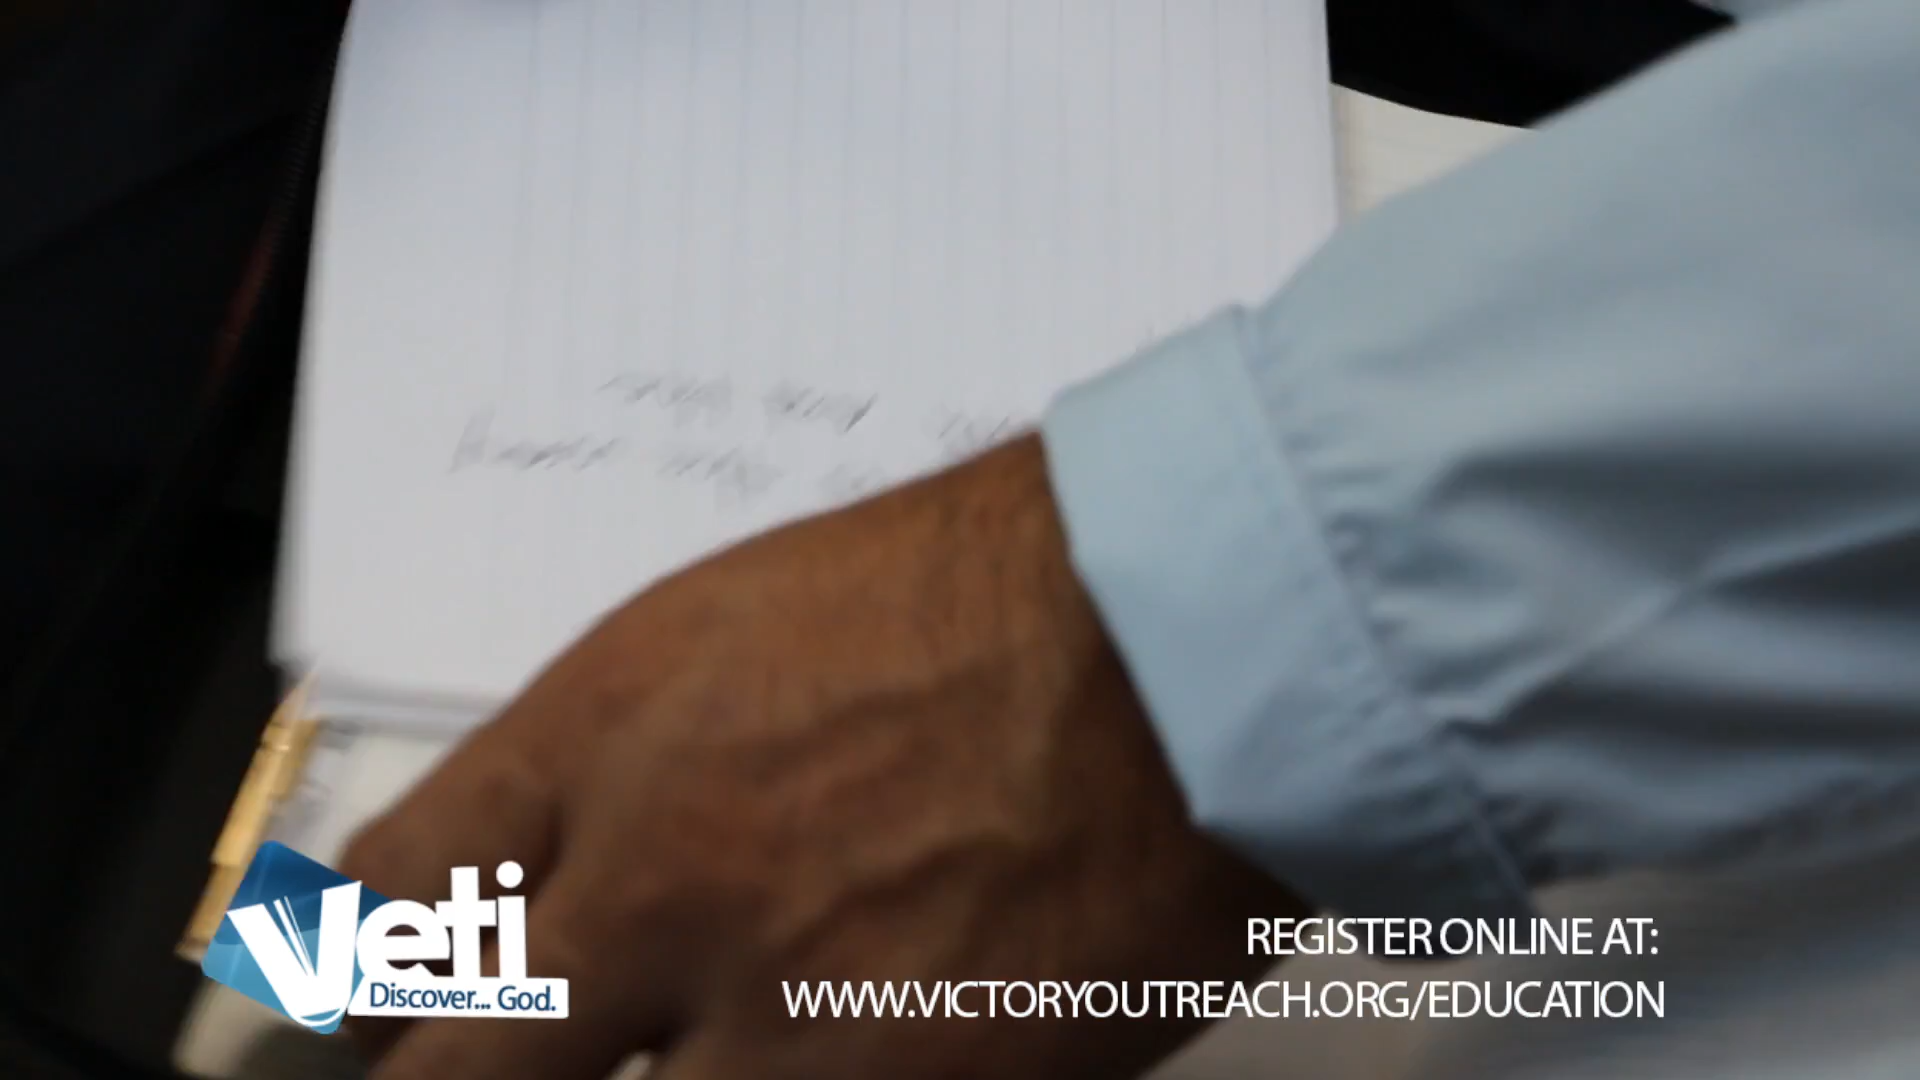 Veti
Discover... God.
REGISTER ONLINE AT:
WWW.VICTORYOUTREACH.ORG/EDUCATION